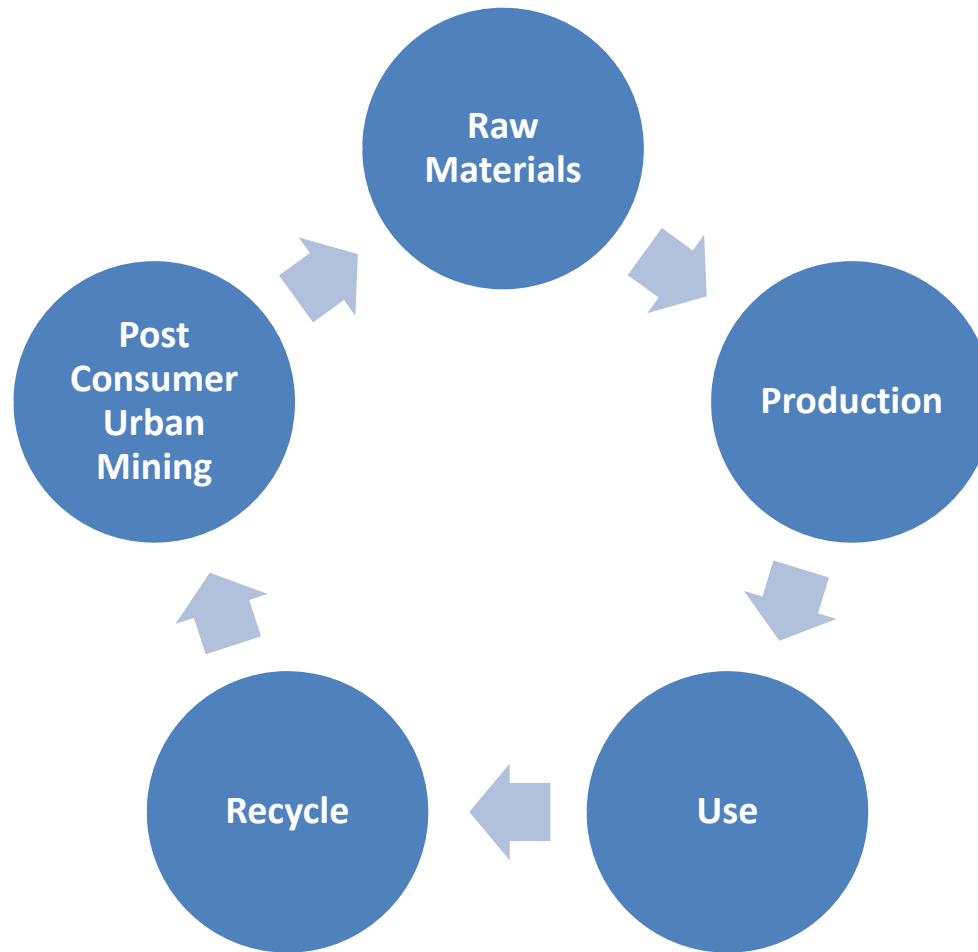 Raw
Materials
Production
Use
Recycle
Post
Consumer
Urban
Mining